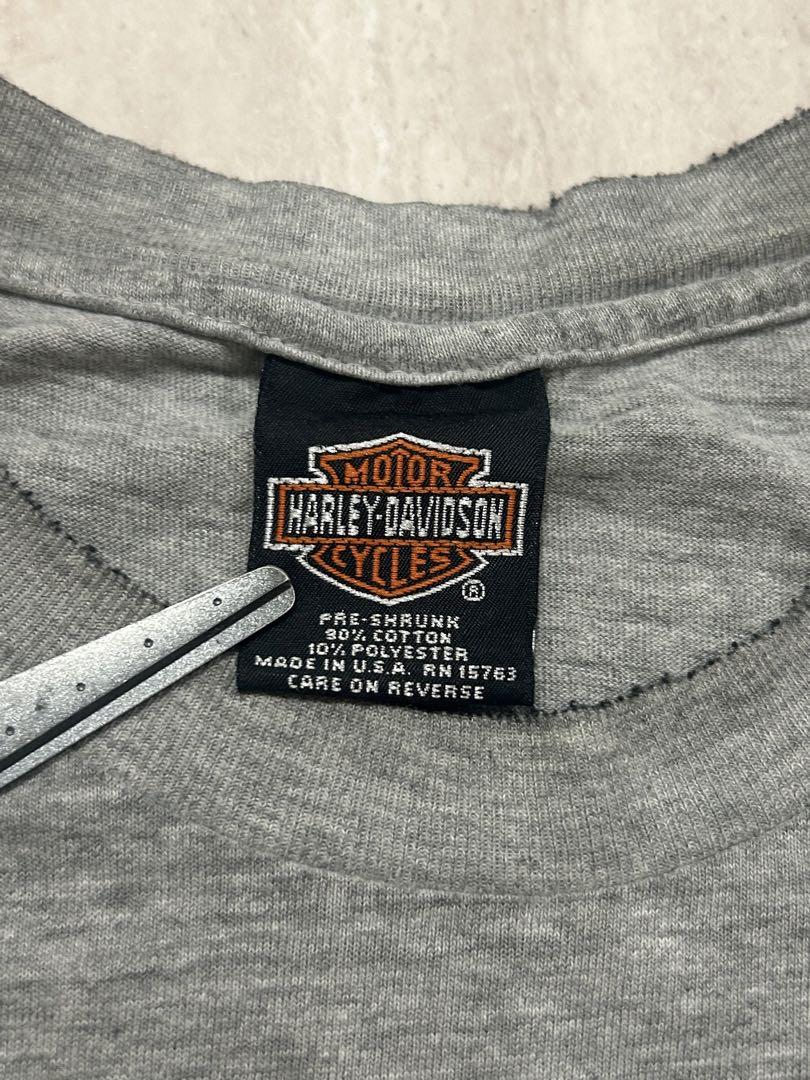 MOTOR
HARLEY-DAVIDSON
CYCLES
®
PRE-SHRUNK
90% COTTON
10% POLYESTER
MADE IN U.S.A. RN 15763
CARE ON REVERSE